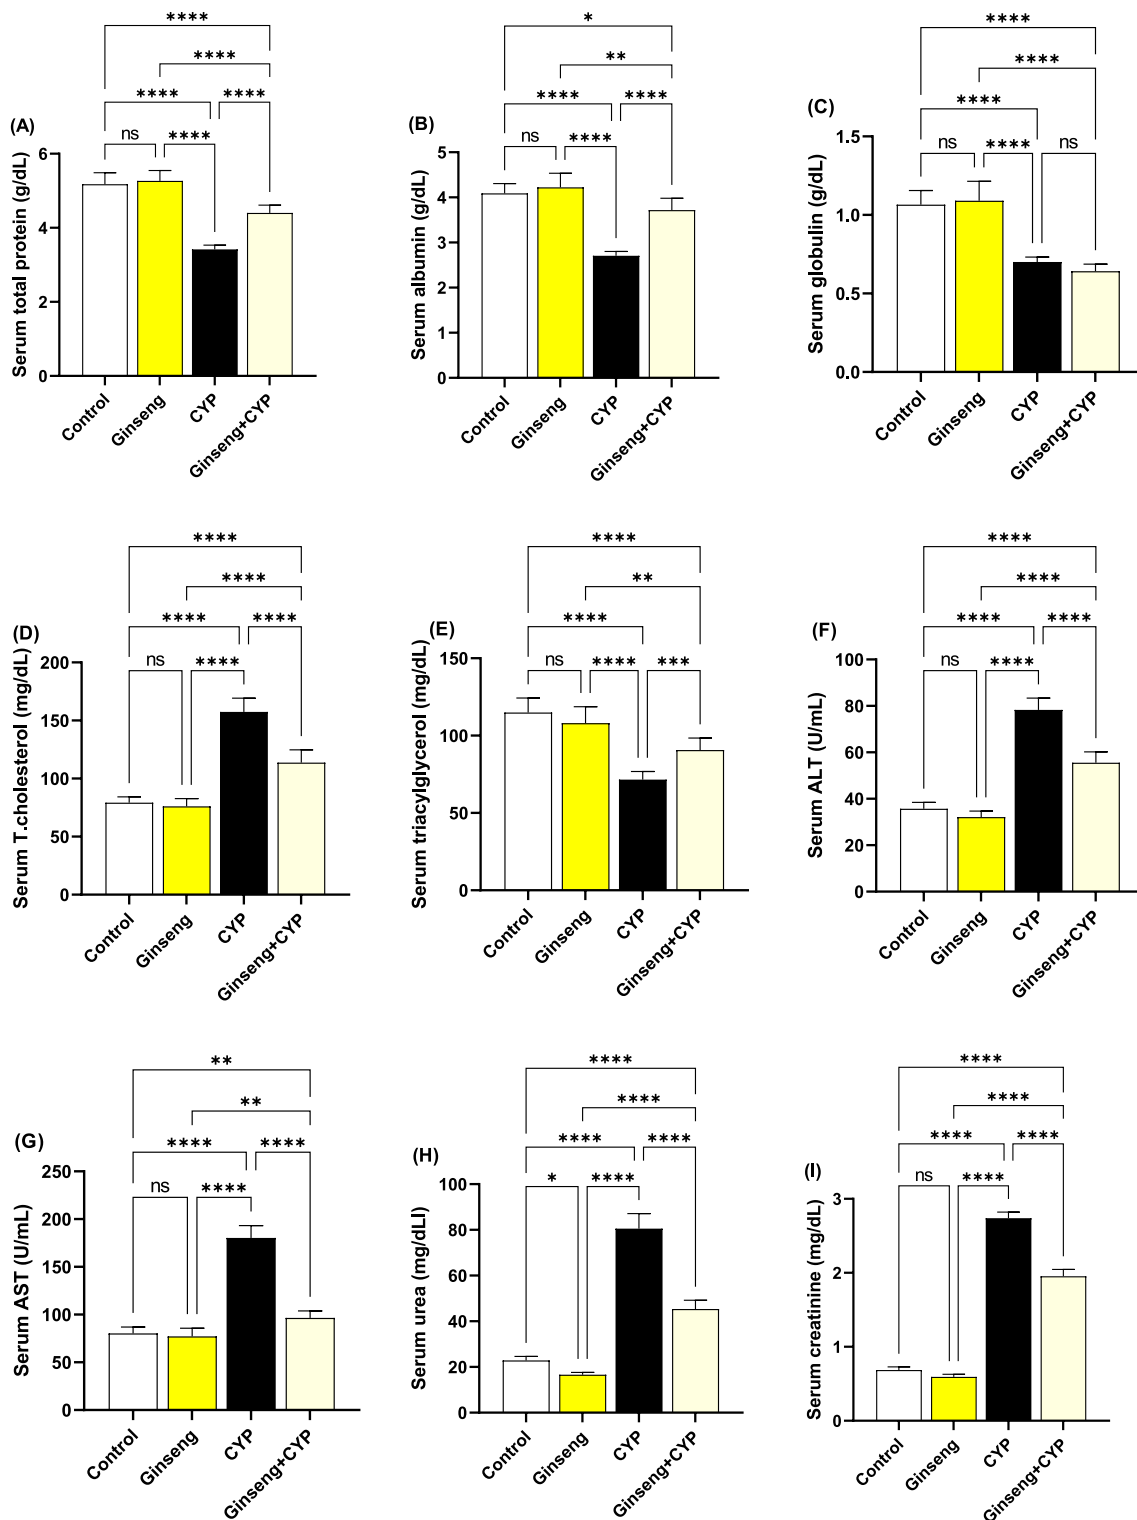 (A)
****
****
**** ****
ns ****
Serum total protein (g/dL)
6
4
2
0
Control
Ginseng
CYP
Ginseng+CYP
(B)
*
**
**** ****
ns ****
Serum albumin (g/dL)
5
4
3
2
1
0
Control
Ginseng
CYP
Ginseng+CYP
(C)
****
****
****
ns **** ns
Serum globulin (g/dL)
1.5
1.0
0.5
0.0
Control
Ginseng
CYP
Ginseng+CYP
(D)
****
****
**** ****
ns ****
Serum T.cholesterol (mg/dL)
200
150
100
50
0
Control
Ginseng
CYP
Ginseng+CYP
(E)
****
**
****
ns **** ***
Serum triacylglycerol (mg/dL)
150
100
50
0
Control
Ginseng
CYP
Ginseng+CYP
(F)
****
****
**** ****
ns ****
Serum ALT (U/mL)
100
80
60
40
20
0
Control
Ginseng
CYP
Ginseng+CYP
(G)
**
**
**** ****
ns ****
Serum AST (U/mL)
250
200
150
100
50
0
Control
Ginseng
CYP
Ginseng+CYP
(H)
****
****
**** ****
* ****
Serum urea (mg/dLl)
100
80
60
40
20
0
Control
Ginseng
CYP
Ginseng+CYP
(I)
****
****
**** ****
ns ****
Serum creatinine (mg/dL)
3
2
1
0
Control
Ginseng
CYP
Ginseng+CYP